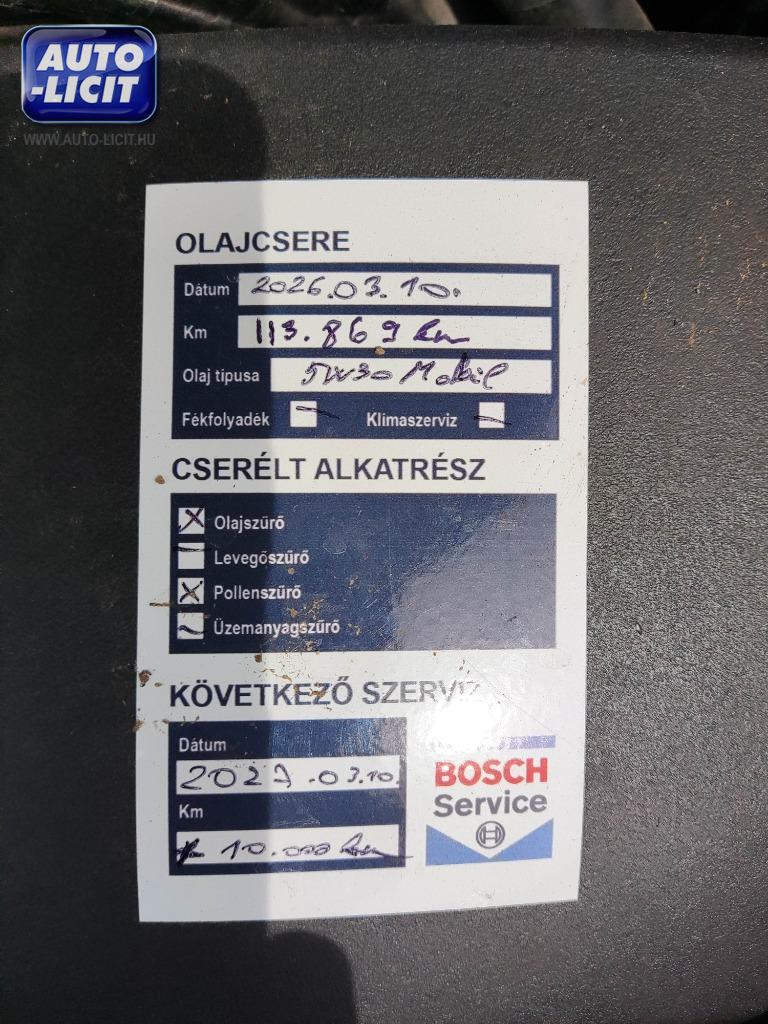 AUTO
-LICIT
WWW.AUTO-LICIT.HU
OLAJCSERE
Dátum 2026.03.10.
Km 113.869 km
Olaj típusa 5W30 Mobil
Fékfolyadék Klímaszerviz
CSERÉLT ALKATRÉSZ
Olajszűrő
Levegőszűrő
Pollenszűrő
Üzemanyagszűrő
KÖVETKEZŐ SZERVIZ
Dátum
2027.03.10.
Km
10.000 km
BOSCH
Service